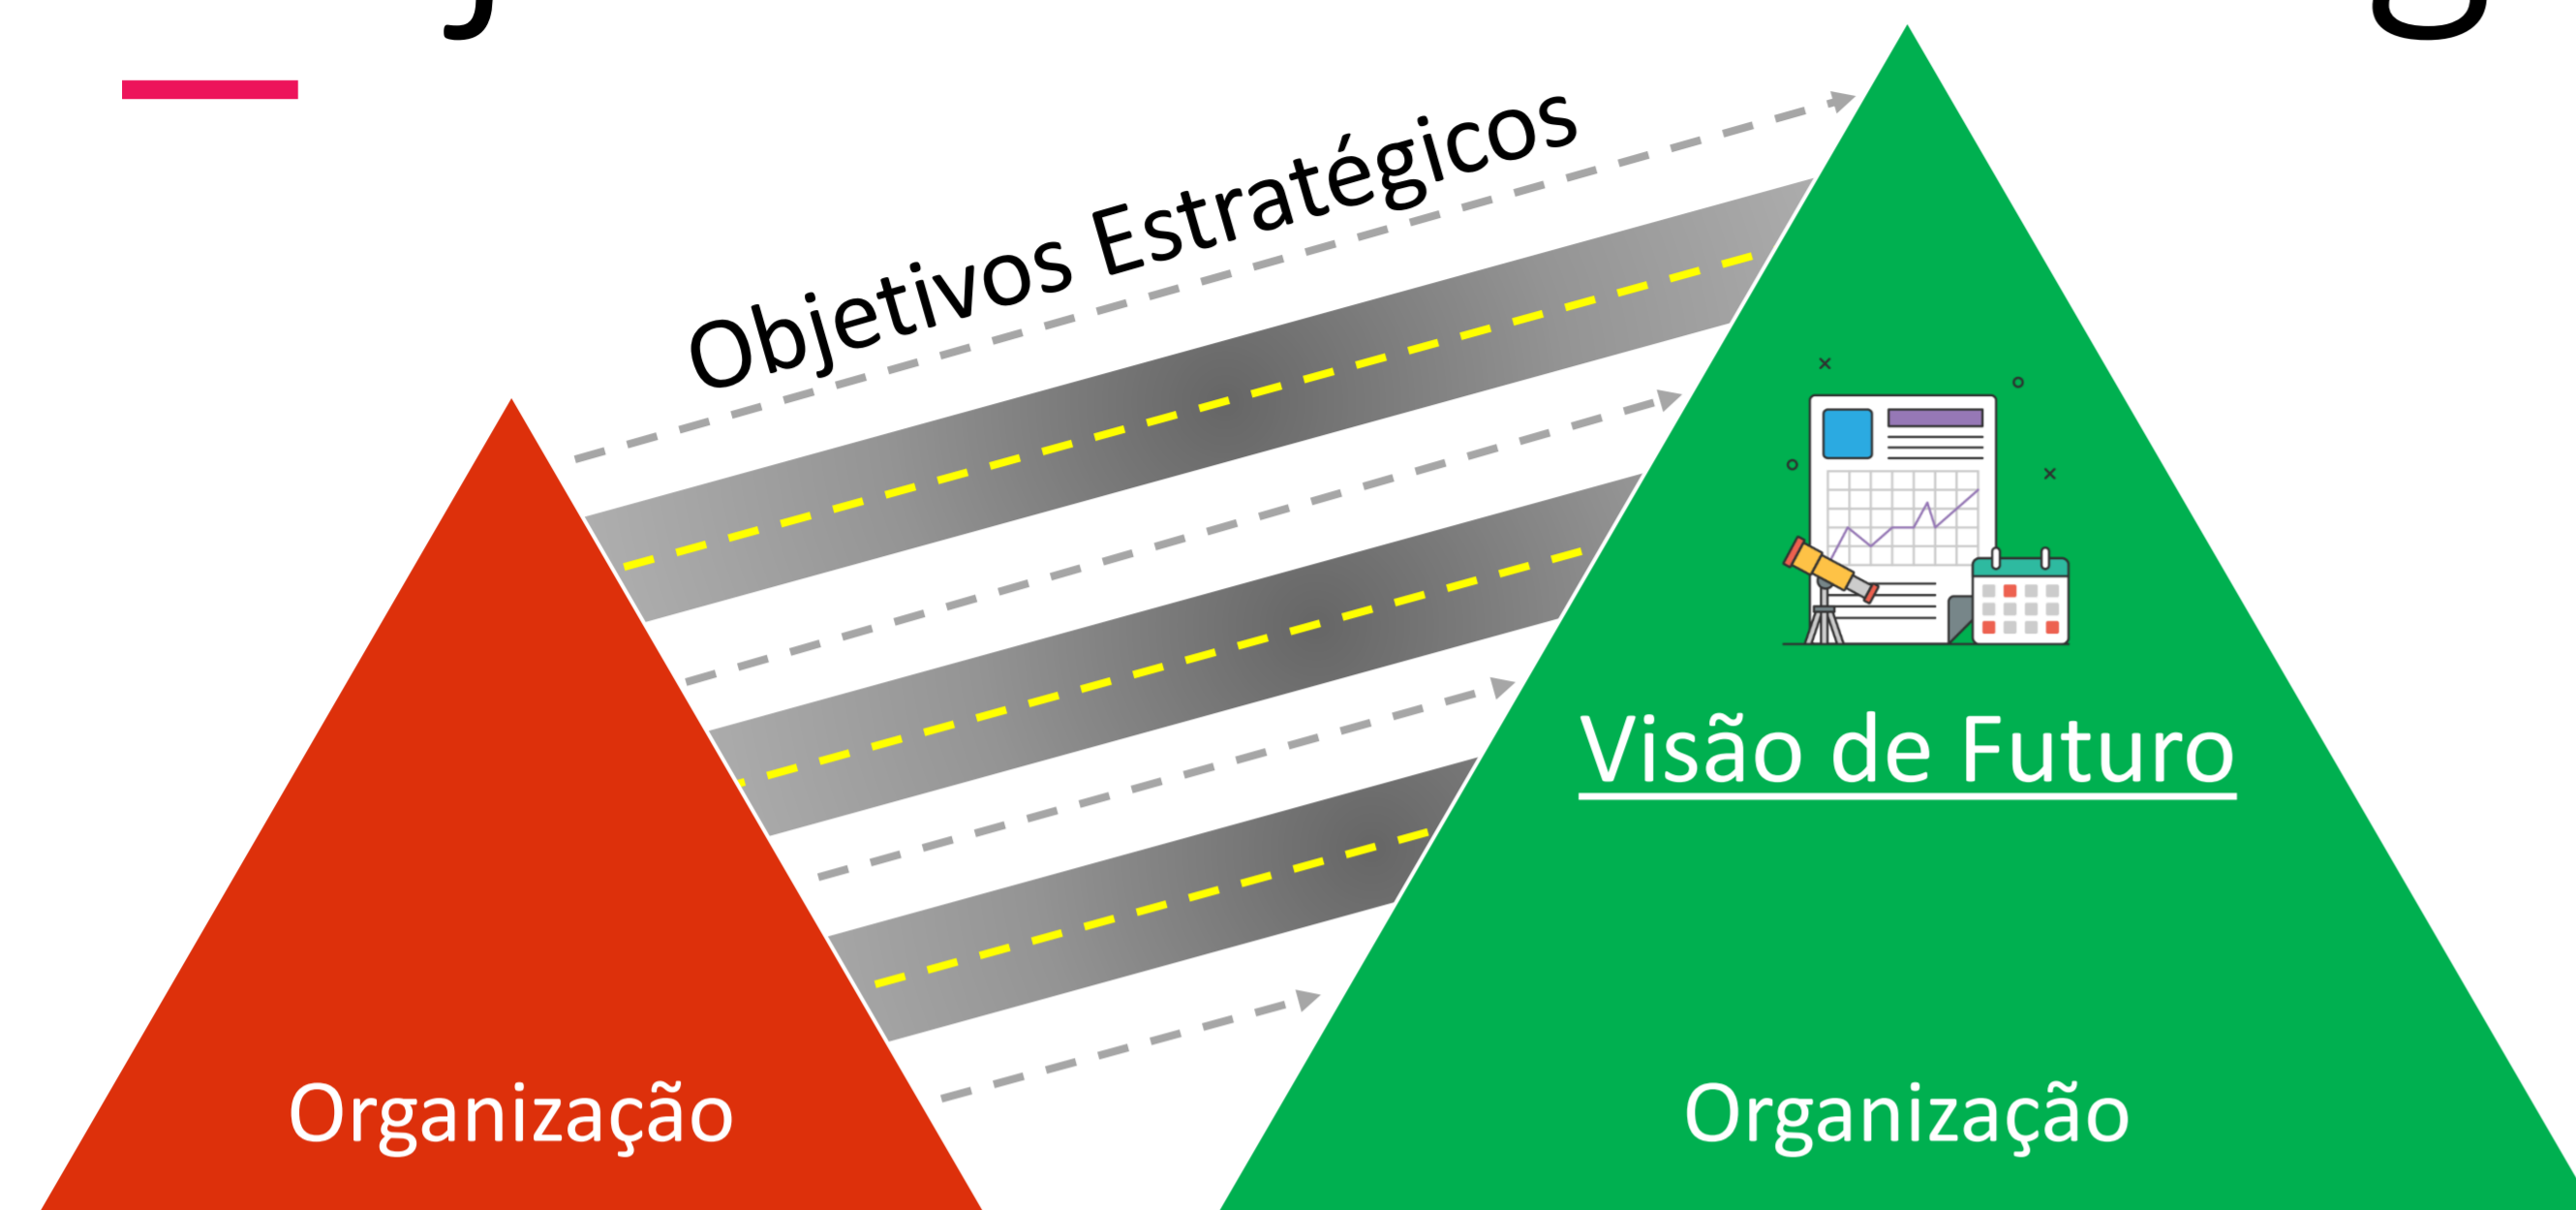 Objetivos Estratégicos
Visão de Futuro
Organização
Organização